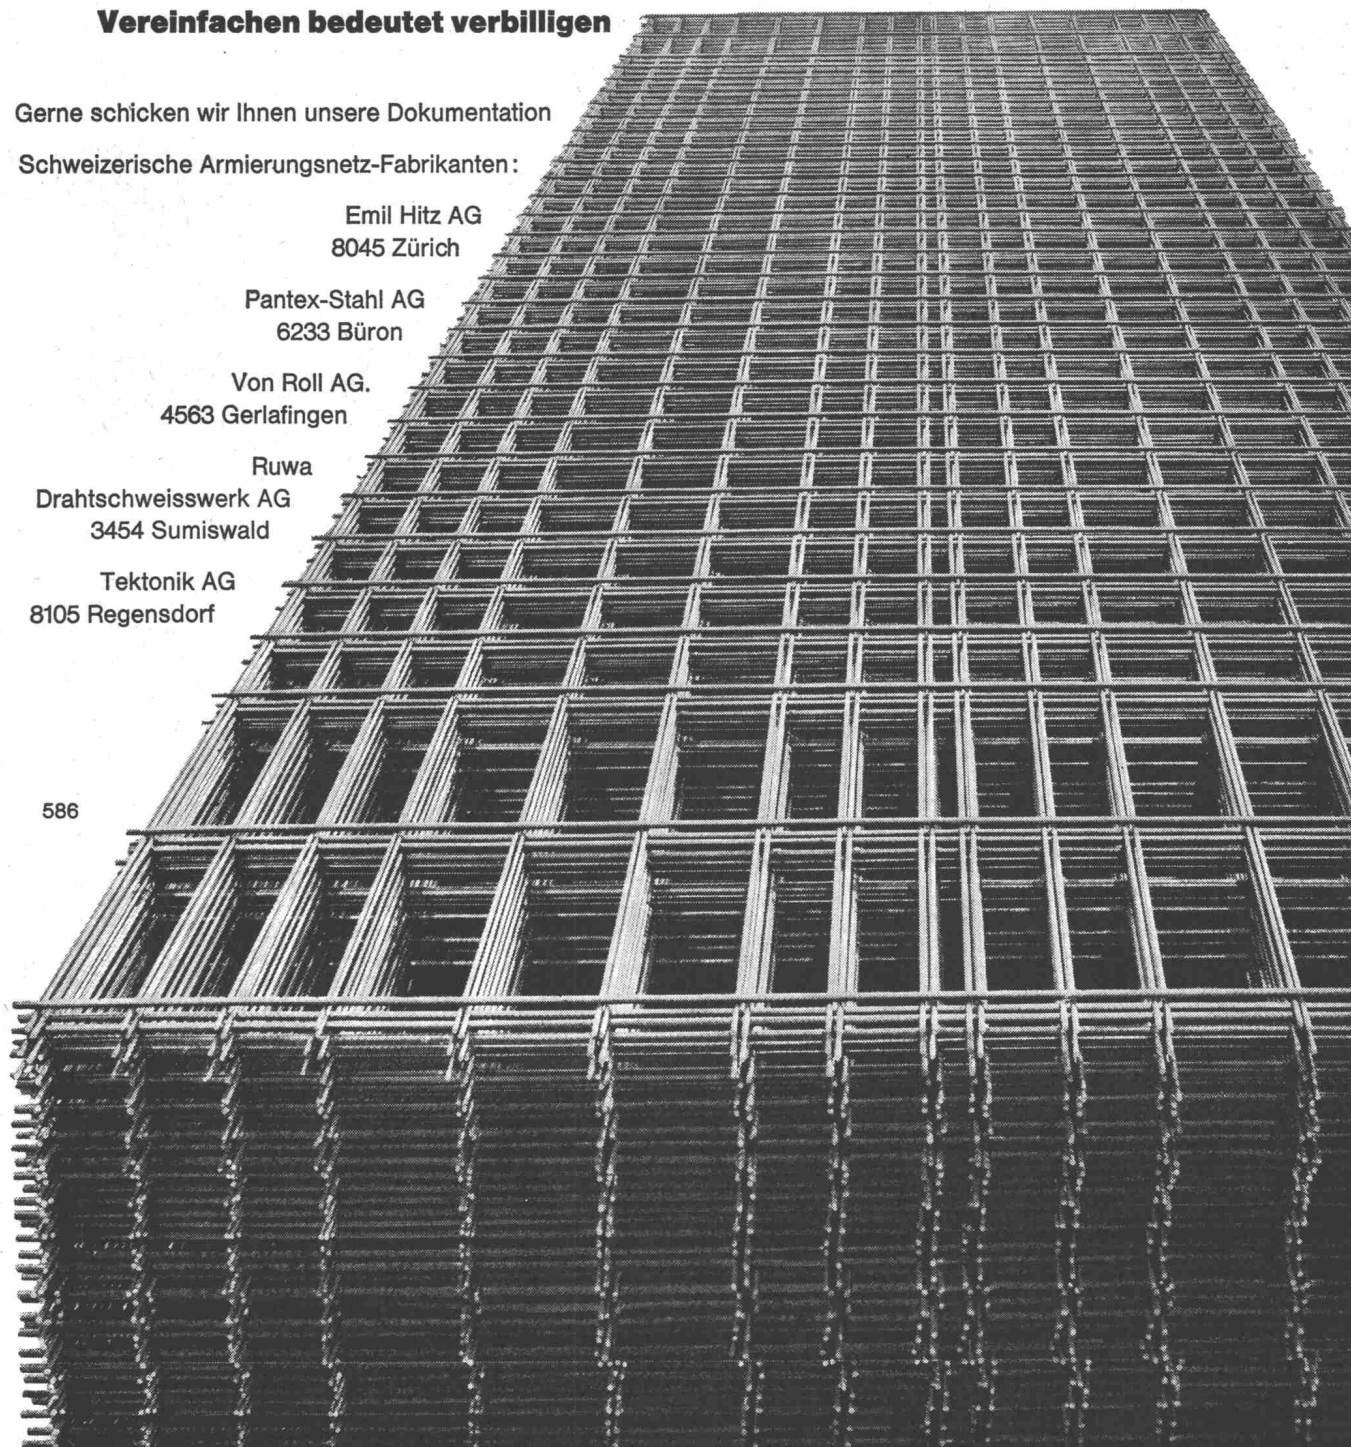 Vereinfachen bedeutet verbilligen
Gerne schicken wir Ihnen unsere Dokumentation
Schweizerische Armierungsnetz-Fabrikanten:
Emil Hitz AG
8045 Zürich
Pantex-Stahl AG
6233 Büron
Von Roll AG.
4563 Gerlafingen
Ruwa
Drahtschweisswerk AG
3454 Sumiswald
Tektonik AG
8105 Regensdorf
586